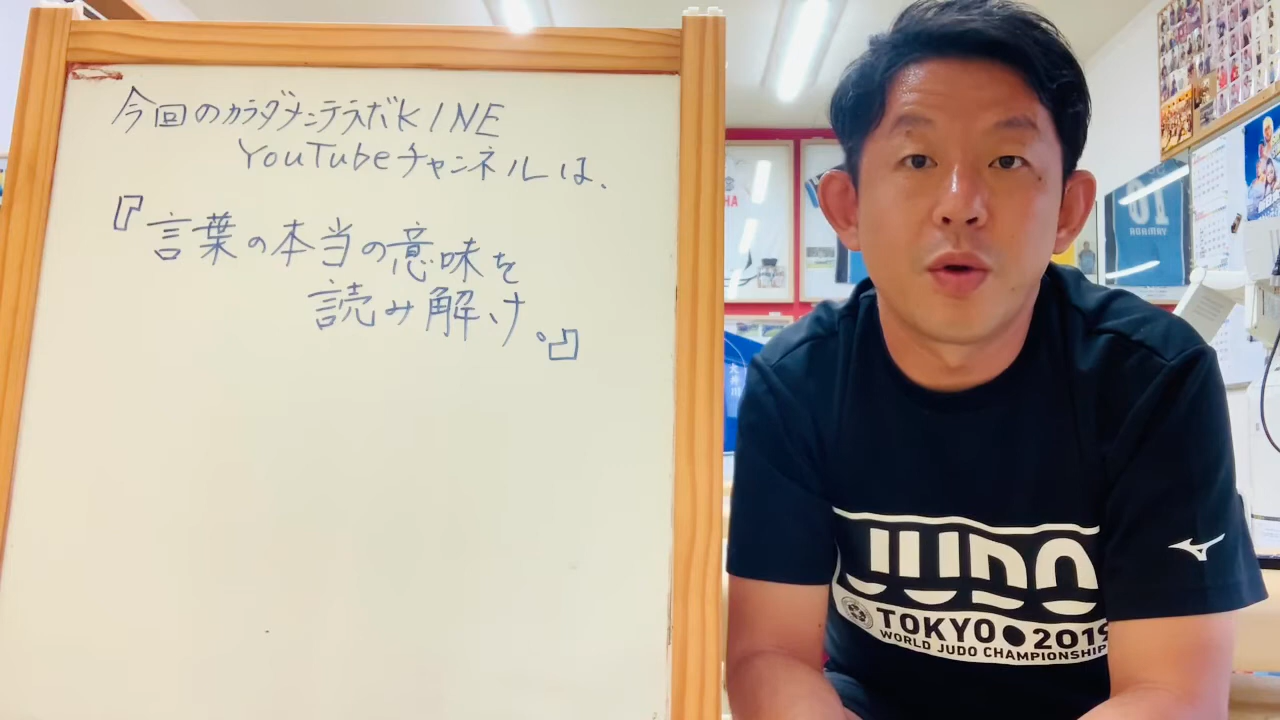 今回のカラダメンテラボKINE
YouTubeチャンネルは、
『言葉の本当の意味を
読み解け。』
JUDO
TOKYO 2019
WORLD JUDO CHAMPIONSHIP
10